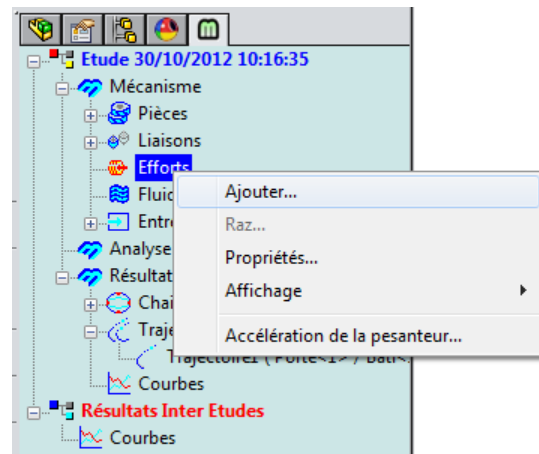 Etude 30/10/2012 10:16:35
Mécanisme
Pièces
Liaisons
Efforts
Ajouter...
Raz...
Propriétés...
Affichage
Accélération de la pesanteur...
Analyse
Courbes
Résultats Inter Etudes
Courbes